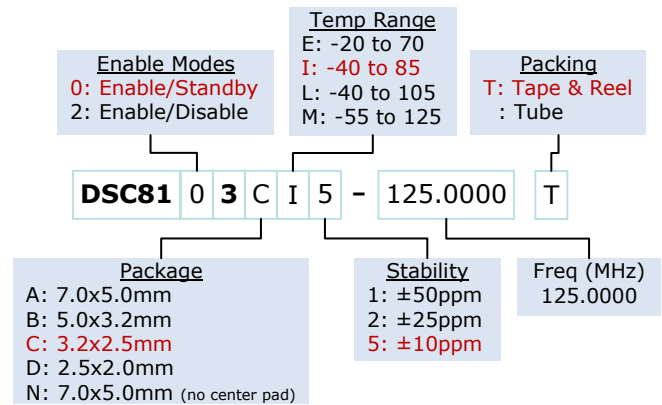 Temp Range
E: -20 to 70
I: -40 to 85
L: -40 to 105
M: -55 to 125
Enable Modes
0: Enable/Standby
2: Enable/Disable
Packing
T: Tape & Reel
: Tube
DSC81 0 3 C I 5 – 125.0000 T
Package
A: 7.0x5.0mm
B: 5.0x3.2mm
C: 3.2x2.5mm
D: 2.5x2.0mm
N: 7.0x5.0mm (no center pad)
Stability
1: ±50ppm
2: ±25ppm
5: ±10ppm
Freq (MHz)
125.0000